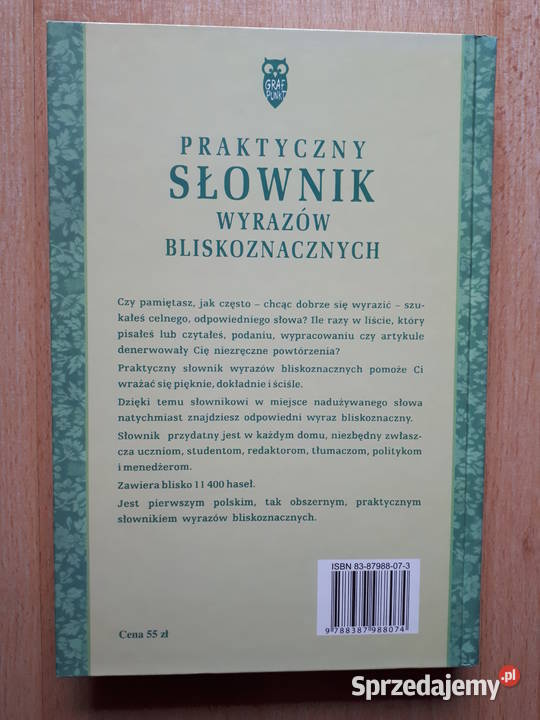 GRAF
PUNKT
PRAKTYCZNY
SŁOWNIK
WYRAZÓW
BLISKOZNACZNYCH
Czy pamiętasz, jak często – chcąc dobrze się wyrazić – szu-
kałeś celnego, odpowiedniego słowa? Ile razy w liście, który
pisałeś lub czytałeś, podaniu, wypracowaniu czy artykule
denerwowały Cię niezręczne powtórzenia?
Praktyczny słownik wyrazów bliskoznacznych pomoże Ci
wrażać się pięknie, dokładnie i ściśle.
Dzięki temu słownikowi w miejsce nadużywanego słowa
natychmiast znajdziesz odpowiedni wyraz bliskoznaczny.
Słownik przydatny jest w każdym domu, niezbędny zwłasz-
cza uczniom, studentom, redaktorom, tłumaczom, politykom
i menedżerom.
Zawiera blisko 11 400 haseł.
Jest pierwszym polskim, tak obszernym, praktycznym
słownikiem wyrazów bliskoznacznych.
ISBN 83-87988-07-3
9 788387 988074
Cena 55 zł
Sprzedajemy.pl